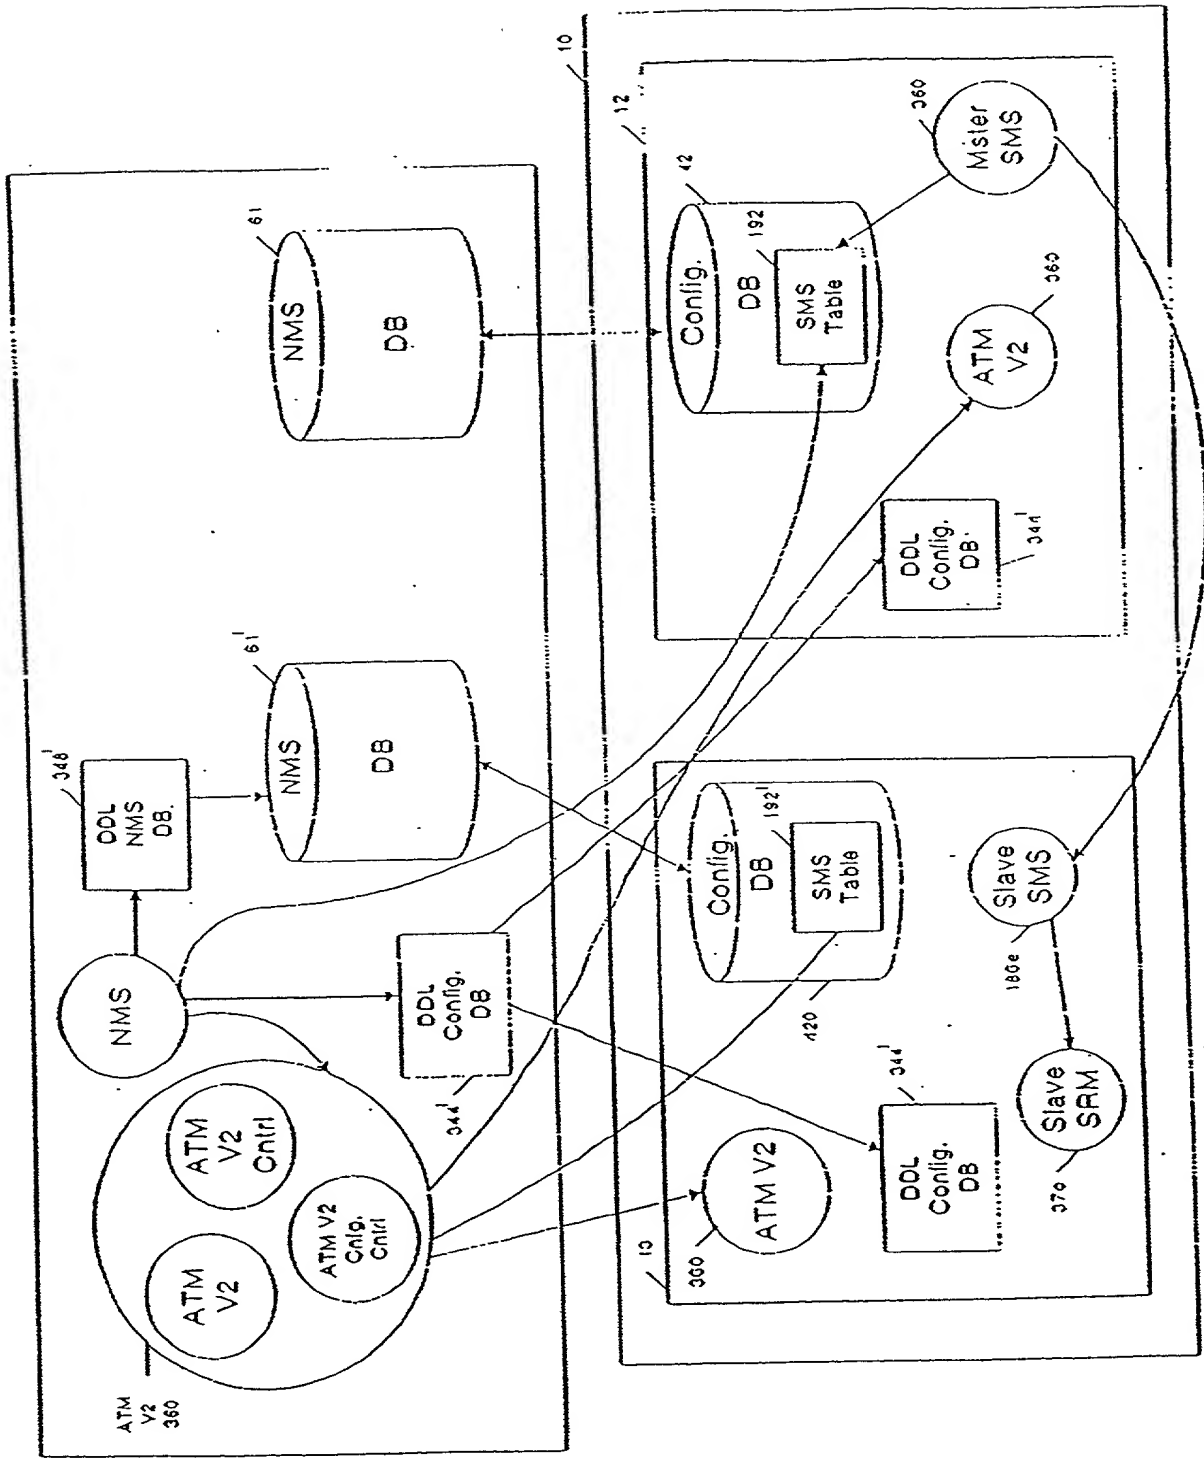 ATM
V2
360
ATM
V2
ATM
V2
Cntrl
ATM V2
Cnfg.
Cntrl
NMS
DDL
NMS
DB.
348'
DDL
Config.
DB
344'
NMS
DB
61'
NMS
DB
61
10
13
ATM V2
360
DDL
Config.
DB
344'
Config.
DB
SMS
Table
192'
420
Slave
SMS
180e
Slave
SRM
370
12
Config.
DB
42
SMS
Table
192
DDL
Config.
DB.
344'
ATM
V2
360
Mister
SMS
360